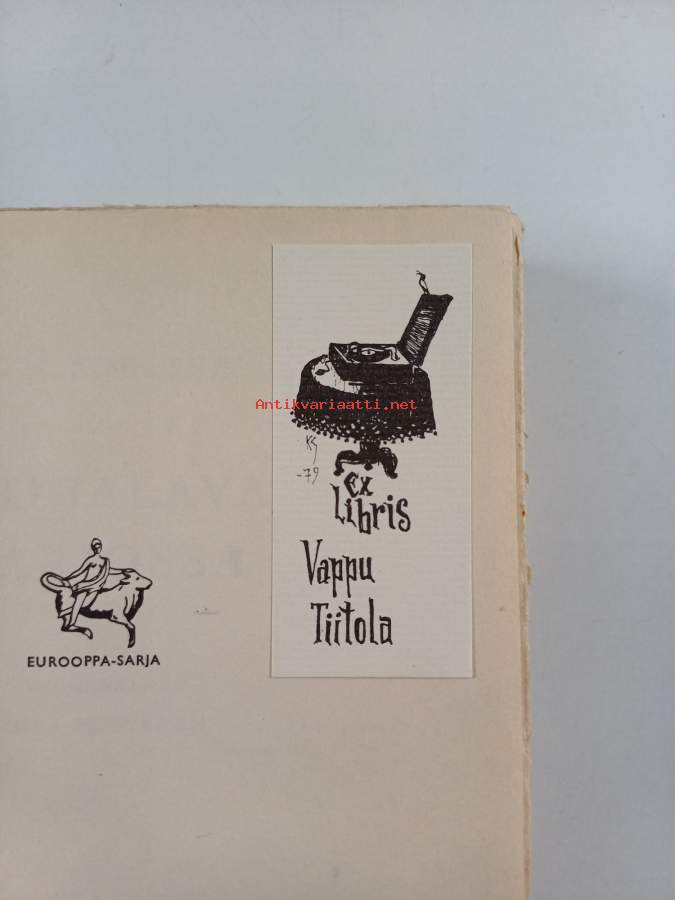 Antikvariaatti.net
KS
-79
Ex
Libris
Vappu
Tiitola
EUROOPPA-SARJA